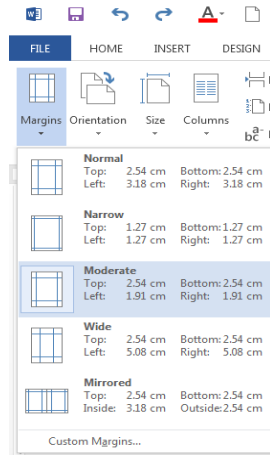 FILE HOME INSERT DESIGN
Margins Orientation Size Columns
Normal
Top: 2.54 cm Bottom: 2.54 cm
Left: 3.18 cm Right: 3.18 cm
Narrow
Top: 1.27 cm Bottom: 1.27 cm
Left: 1.27 cm Right: 1.27 cm
Moderate
Top: 2.54 cm Bottom: 2.54 cm
Left: 1.91 cm Right: 1.91 cm
Wide
Top: 2.54 cm Bottom: 2.54 cm
Left: 5.08 cm Right: 5.08 cm
Mirrored
Top: 2.54 cm Bottom: 2.54 cm
Inside: 3.18 cm Outside: 2.54 cm
Custom Margins...